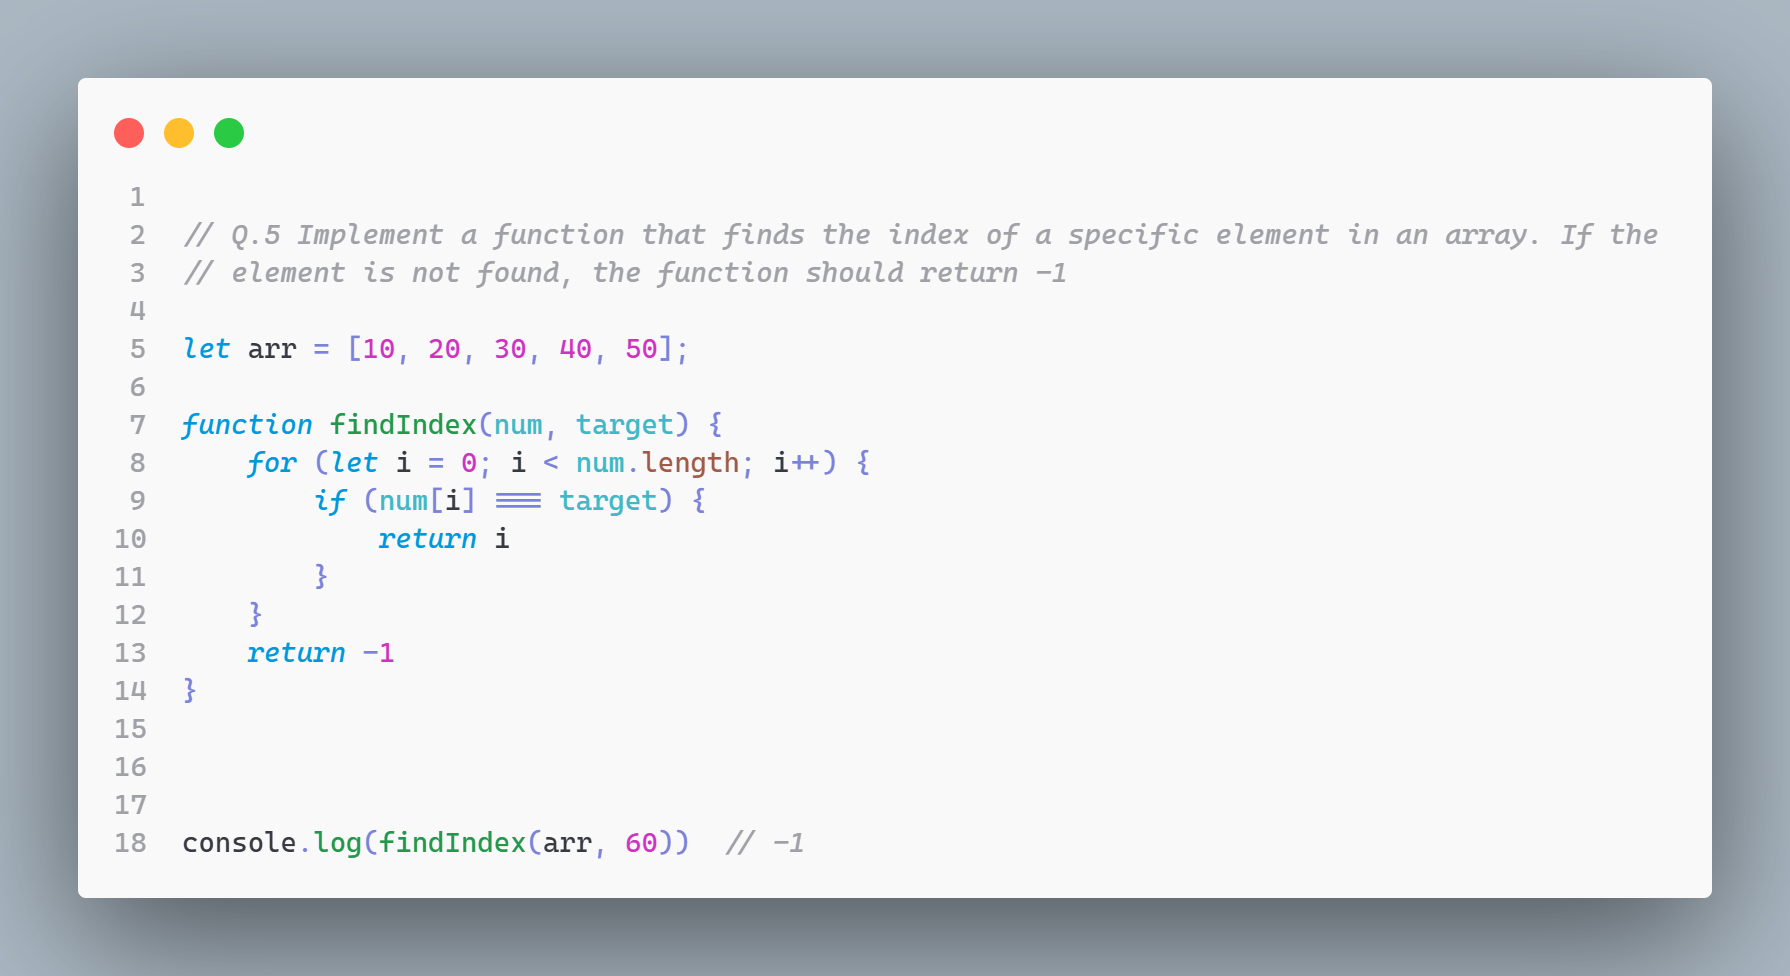 1
2 // Q.5 Implement a function that finds the index of a specific element in an array. If the
3 // element is not found, the function should return -1
4
5 let arr = [10, 20, 30, 40, 50];
6
7 function findIndex(num, target) {
8     for (let i = 0; i < num.length; i++) {
9         if (num[i] === target) {
10             return i
11         }
12     }
13     return -1
14 }
15
16
17
18 console.log(findIndex(arr, 60))  // -1